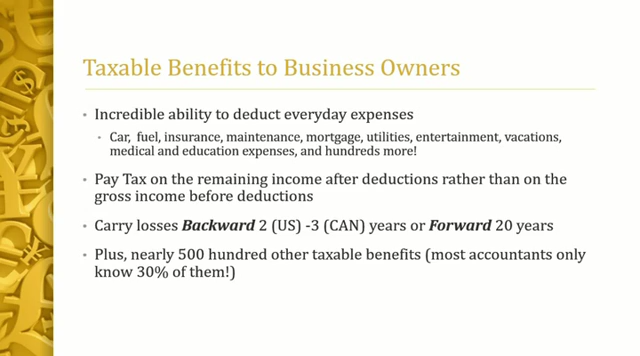 Taxable Benefits to Business Owners
• Incredible ability to deduct everyday expenses
• Car, fuel, insurance, maintenance, mortgage, utilities, entertainment, vacations,
medical and education expenses, and hundreds more!
• Pay Tax on the remaining income after deductions rather than on the
gross income before deductions
• Carry losses Backward 2 (US) -3 (CAN) years or Forward 20 years
• Plus, nearly 500 hundred other taxable benefits (most accountants only
know 30% of them!)